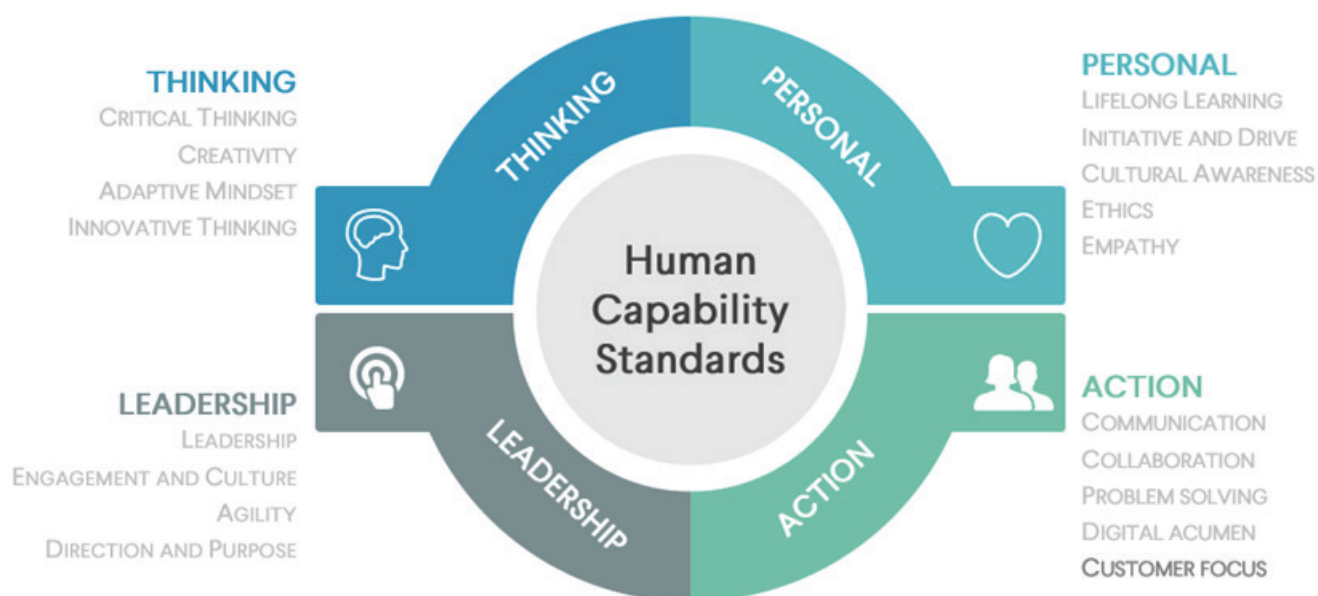 THINKING
CRITICAL THINKING
CREATIVITY
ADAPTIVE MINDSET
INNOVATIVE THINKING
THINKING
PERSONAL
PERSONAL
LIFELONG LEARNING
INITIATIVE AND DRIVE
CULTURAL AWARENESS
ETHICS
EMPATHY
Human
Capability
Standards
LEADERSHIP
LEADERSHIP
ENGAGEMENT AND CULTURE
AGILITY
DIRECTION AND PURPOSE
LEADERSHIP
ACTION
ACTION
COMMUNICATION
COLLABORATION
PROBLEM SOLVING
DIGITAL ACUMEN
CUSTOMER FOCUS